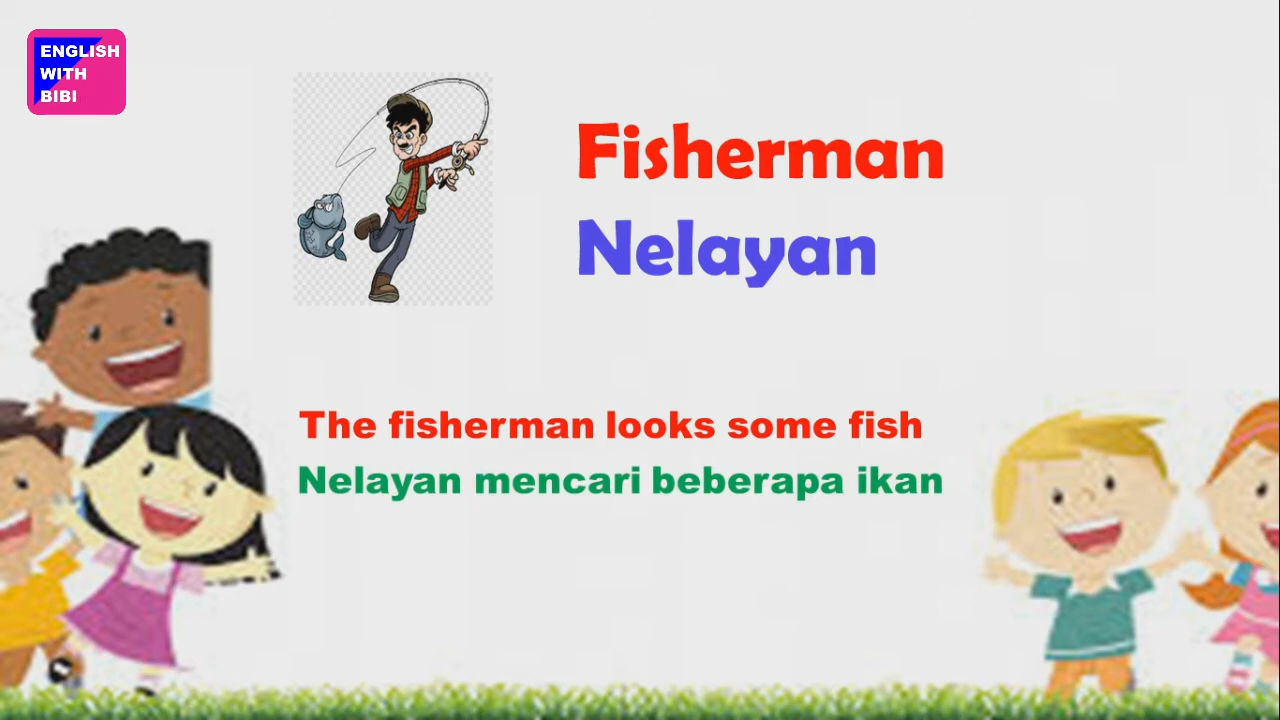 ENGLISH
WITH
BIBI
Fisherman
Nelayan
The fisherman looks some fish
Nelayan mencari beberapa ikan